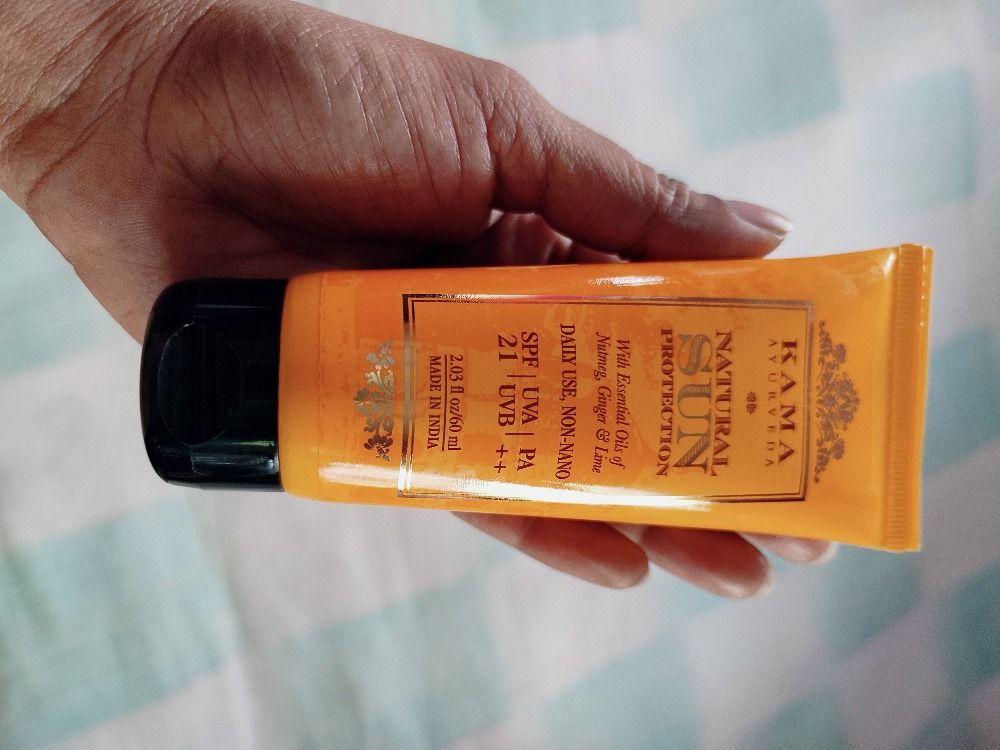 KAMA
AYURVEDA
NATURAL
SUN
PROTECTION
With Essential Oils of
Nutmeg, Ginger & Lime
DAILY USE, NON-NANO
SPF | UVA | PA
21 | UVB | ++
2.03 fl oz/60 ml
MADE IN INDIA